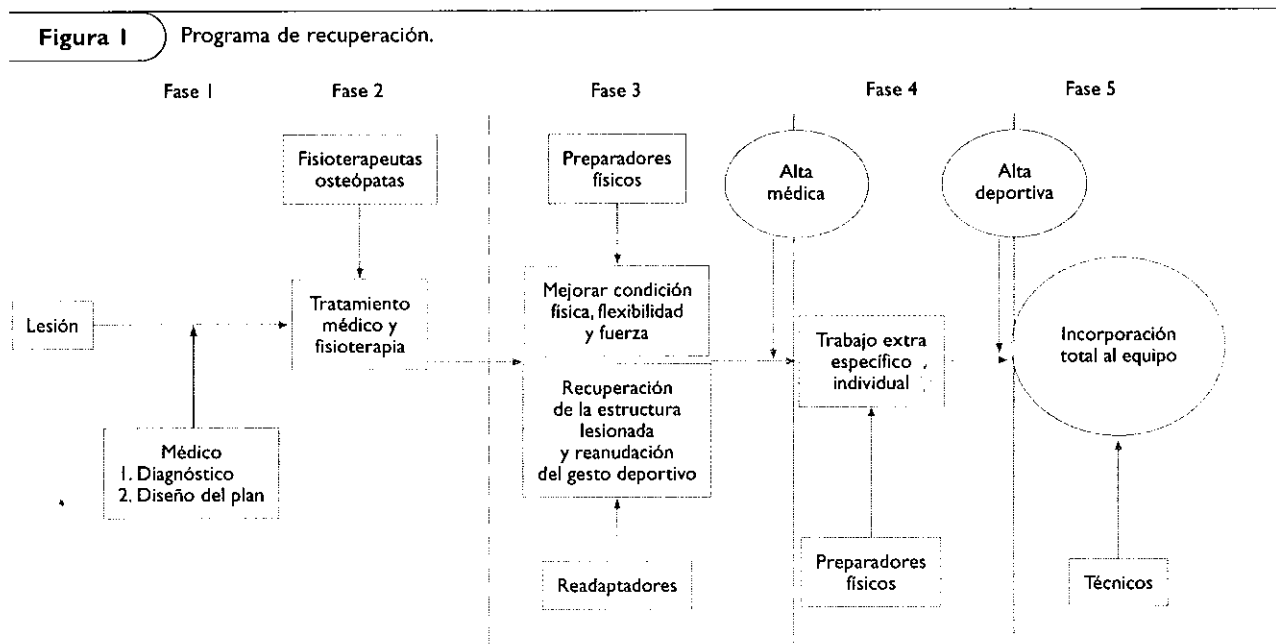 Figura 1 Programa de recuperación.
Fase 1 Fase 2 Fase 3 Fase 4 Fase 5
Fisioterapeutas
osteópatas
Preparadores
físicos
Alta
médica
Alta
deportiva
Lesión
Tratamiento
médico y
fisioterapia
Mejorar condición
física, flexibilidad
y fuerza
Recuperación
de la estructura
lesionada
y reanudación
del gesto deportivo
Trabajo extra
específico
individual
Incorporación
total al equipo
Médico
1. Diagnóstico
2. Diseño del plan
Readaptadores
Preparadores
físicos
Técnicos